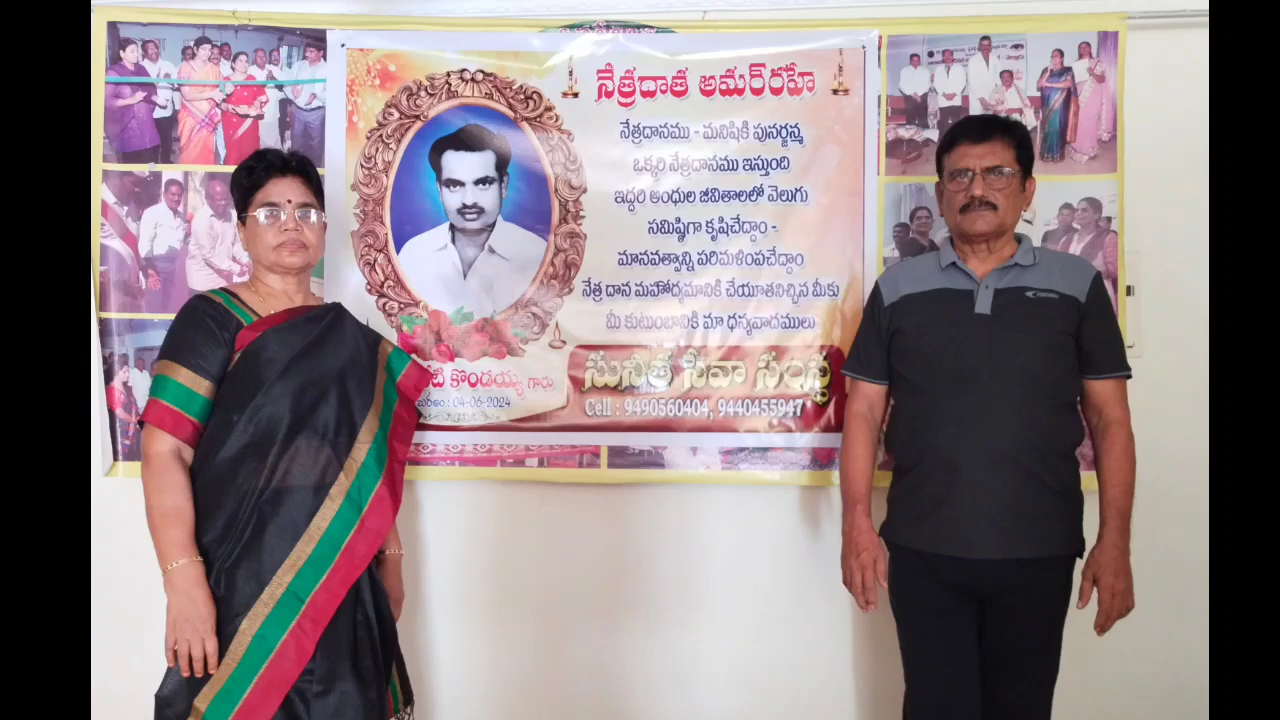 నేత్రదాత అమర్‌రహే
నేత్రదానము - మనిషికి పునర్జన్మ
ఒక్కరి నేత్రదానము ఇస్తుంది
ఇద్దరి అంధుల జీవితాలలో వెలుగు
సమిష్ఠిగా కృషిచేద్దాం -
మానవత్వాన్ని పరిమళింపచేద్దాం
నేత్ర దాన మహోద్యమానికి చేయూతనిచ్చిన మీకు
మీ కుటుంబానికి మా ధన్యవాదములు
కొండయ్య గారు
04-06-2024
సునీత సేవా సంస్థ
Cell : 9490560404, 9440455947